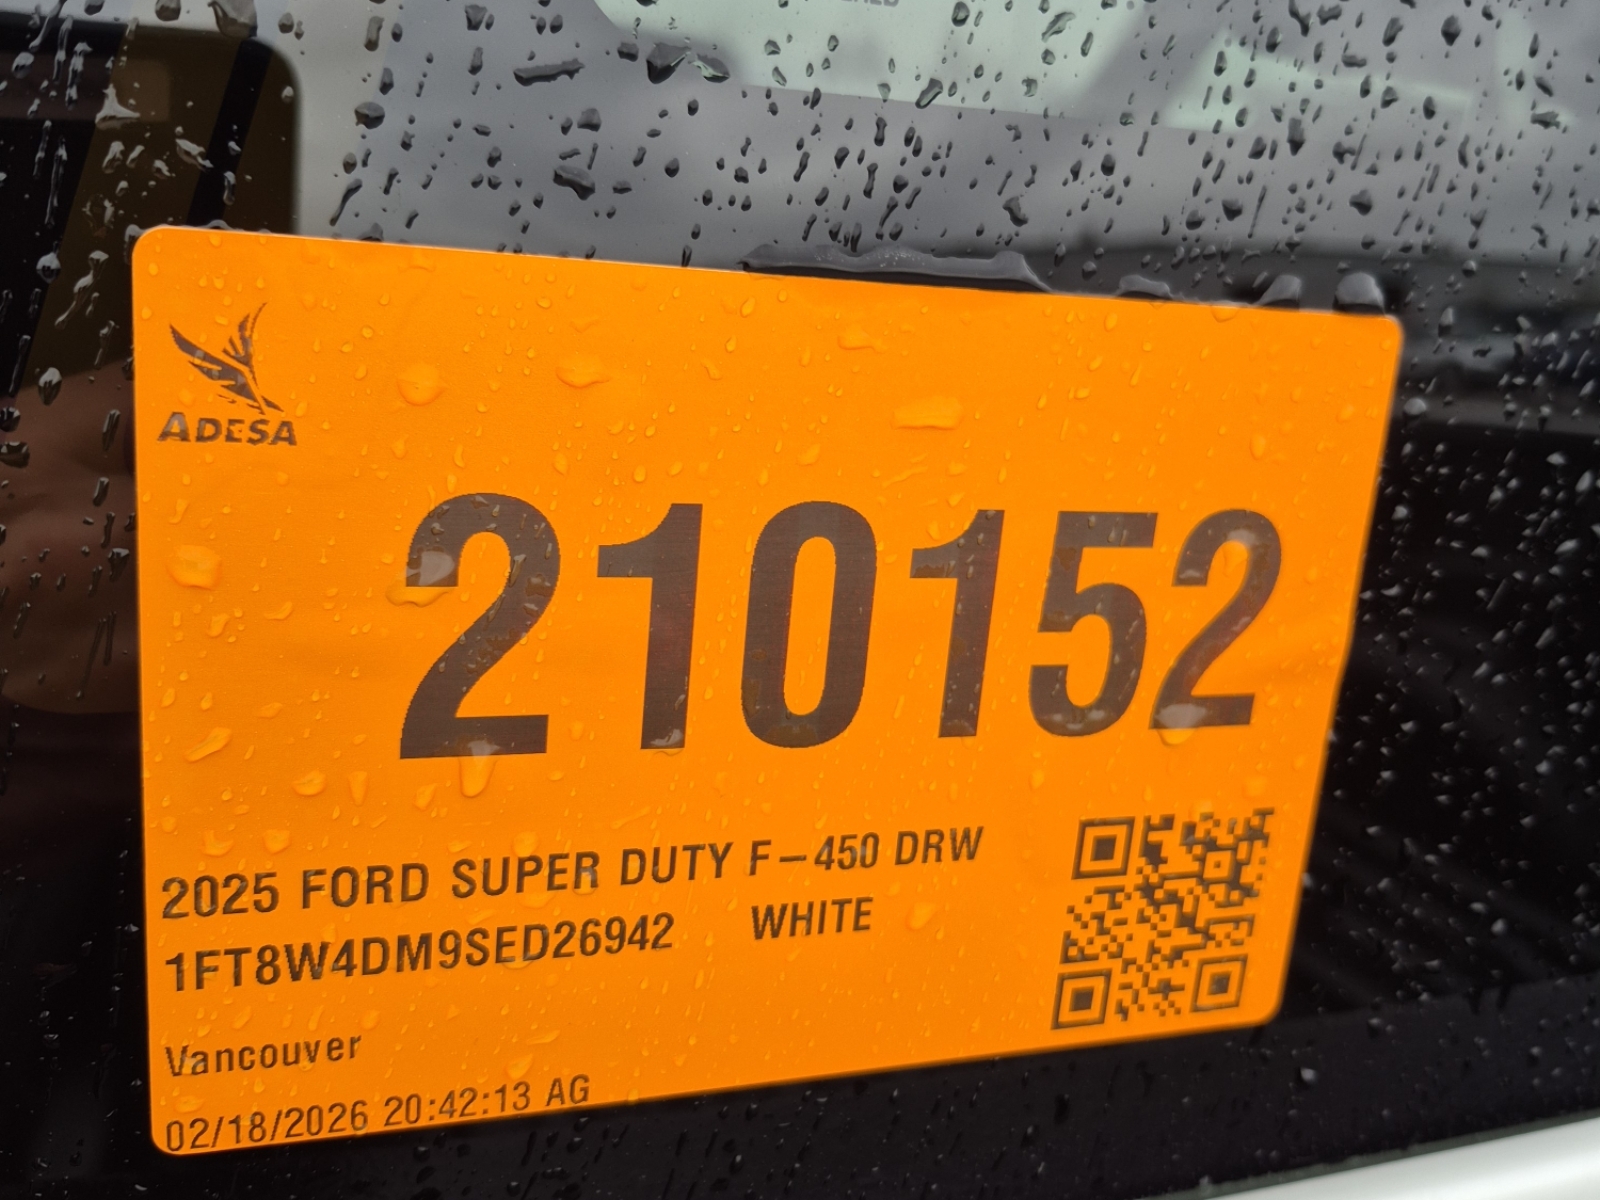 ADESA
210152
2025 FORD SUPER DUTY F-450 DRW
1FT8W4DM9SED26942 WHITE
Vancouver
02/18/2026 20:42:13 AG